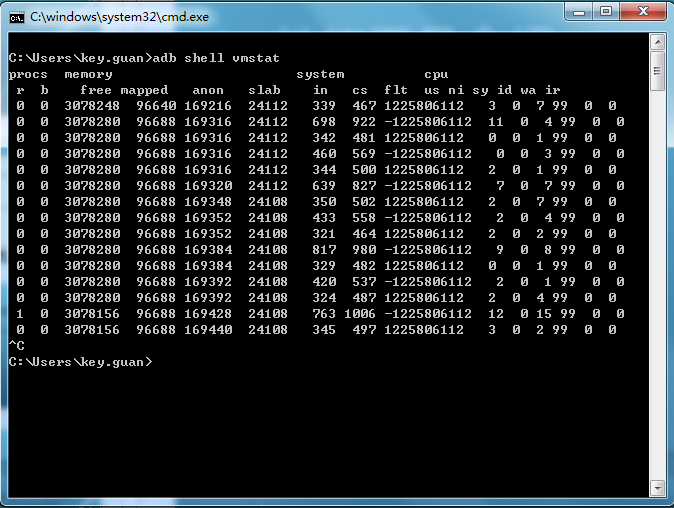 C:\windows\system32\cmd.exe
C:\Users\key.guan>adb shell vmstat
procs  memory                       system          cpu
 r  b     free mapped   anon   slab    in   cs  flt  us ni sy id wa ir
 0  0  3078248  96640 169216  24112   339  467 1225806112   3  0  7 99  0  0
 0  0  3078280  96688 169316  24112   698  922 -1225806112  11  0  4 99  0  0
 0  0  3078280  96688 169316  24112   342  481 1225806112   0  0  1 99  0  0
 0  0  3078280  96688 169316  24112   460  569 -1225806112   0  0  3 99  0  0
 0  0  3078280  96688 169316  24112   344  500 1225806112   2  0  1 99  0  0
 0  0  3078280  96688 169320  24112   639  827 -1225806112   7  0  7 99  0  0
 0  0  3078280  96688 169348  24108   350  502 1225806112   2  0  7 99  0  0
 0  0  3078280  96688 169352  24108   433  558 -1225806112   2  0  4 99  0  0
 0  0  3078280  96688 169352  24108   321  464 1225806112   2  0  2 99  0  0
 0  0  3078280  96688 169384  24108   817  980 -1225806112   9  0  8 99  0  0
 0  0  3078280  96688 169384  24108   329  482 1225806112   0  0  1 99  0  0
 0  0  3078280  96688 169392  24108   420  537 -1225806112   2  0  1 99  0  0
 0  0  3078280  96688 169392  24108   324  487 1225806112   2  0  4 99  0  0
 1  0  3078156  96688 169428  24108   763 1006 -1225806112  12  0 15 99  0  0
 0  0  3078156  96688 169440  24108   345  497 1225806112   3  0  2 99  0  0
^C
C:\Users\key.guan>